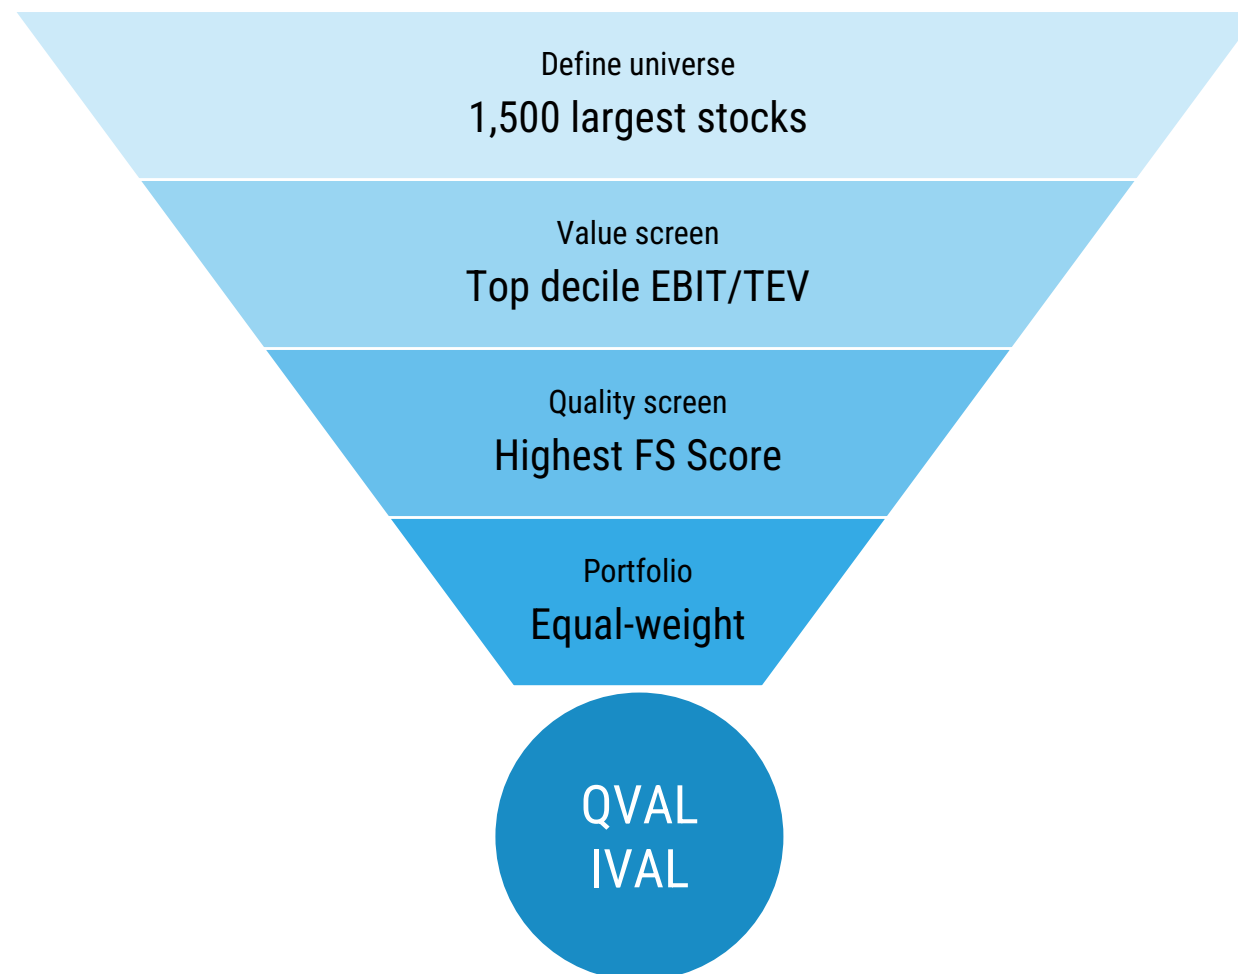 Define universe
1,500 largest stocks
Value screen
Top decile EBIT/TEV
Quality screen
Highest FS Score
Portfolio
Equal-weight
QVAL
IVAL